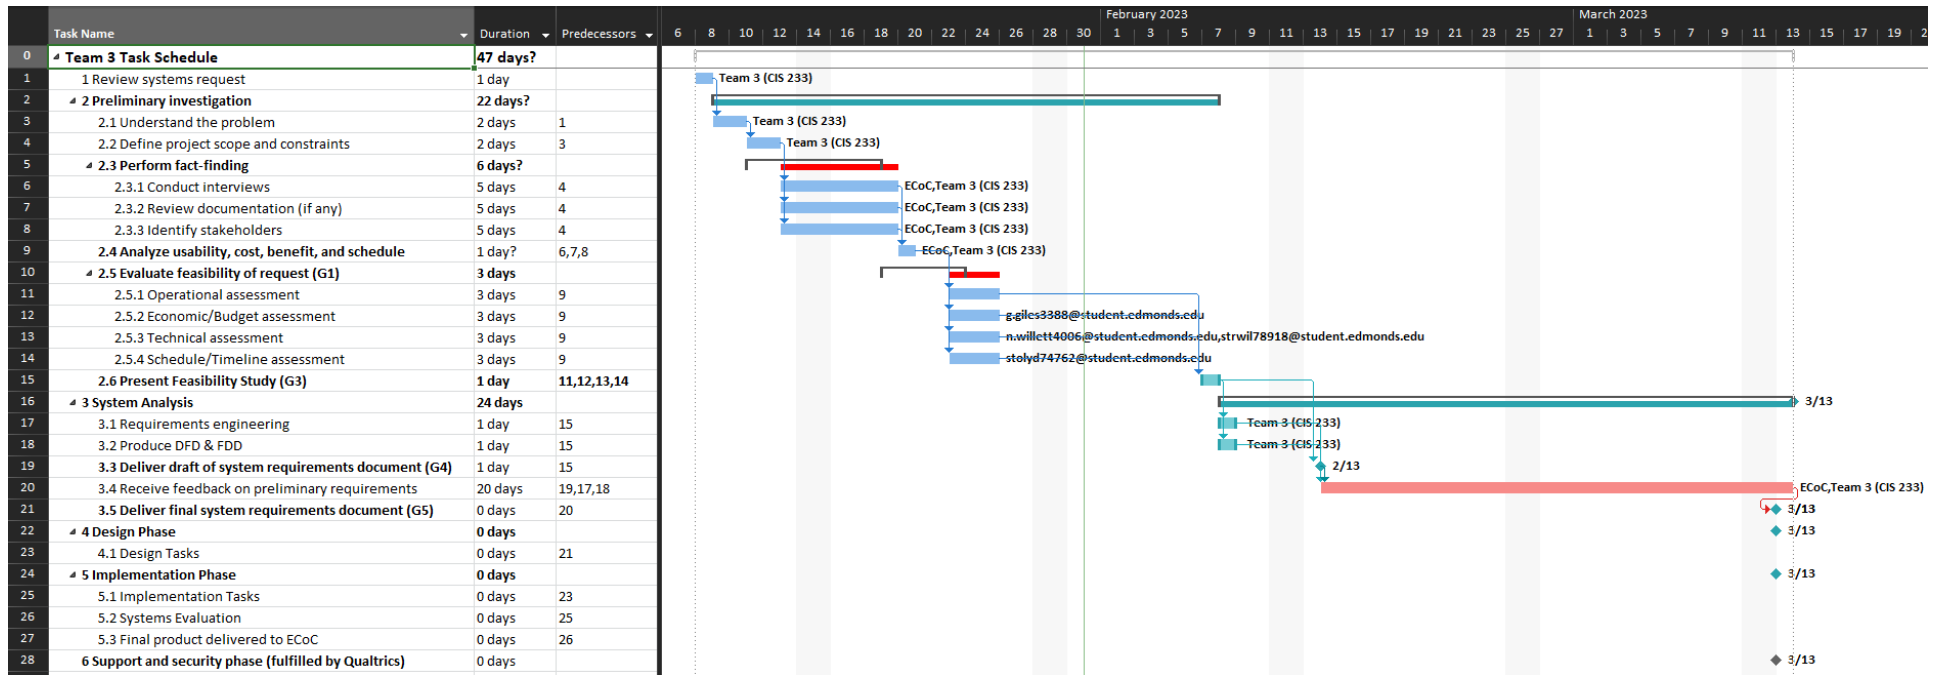 February 2023 March 2023
Task Name Duration Predecessors 6 8 10 12 14 16 18 20 22 24 26 28 30 1 3 5 7 9 11 13 15 17 19 21 23 25 27 1 3 5 7 9 11 13 15 17 19 2
0 Team 3 Task Schedule 47 days?
1 1 Review systems request 1 day Team 3 (CIS 233)
2 2 Preliminary investigation 22 days?
3 2.1 Understand the problem 2 days 1 Team 3 (CIS 233)
4 2.2 Define project scope and constraints 2 days 3 Team 3 (CIS 233)
5 2.3 Perform fact-finding 6 days?
6 2.3.1 Conduct interviews 5 days 4 ECoC,Team 3 (CIS 233)
7 2.3.2 Review documentation (if any) 5 days 4 ECoC,Team 3 (CIS 233)
8 2.3.3 Identify stakeholders 5 days 4 ECoC,Team 3 (CIS 233)
9 2.4 Analyze usability, cost, benefit, and schedule 1 day? 6,7,8 ECoC,Team 3 (CIS 233)
10 2.5 Evaluate feasibility of request (G1) 3 days
11 2.5.1 Operational assessment 3 days 9
12 2.5.2 Economic/Budget assessment 3 days 9 g.giles3388@student.edmonds.edu
13 2.5.3 Technical assessment 3 days 9 n.willett4006@student.edmonds.edu,strwil78918@student.edmonds.edu
14 2.5.4 Schedule/Timeline assessment 3 days 9 stolyd74762@student.edmonds.edu
15 2.6 Present Feasibility Study (G3) 1 day 11,12,13,14
16 3 System Analysis 24 days 3/13
17 3.1 Requirements engineering 1 day 15 Team 3 (CIS 233)
18 3.2 Produce DFD & FDD 1 day 15 Team 3 (CIS 233)
19 3.3 Deliver draft of system requirements document (G4) 1 day 15 2/13
20 3.4 Receive feedback on preliminary requirements 20 days 19,17,18 ECoC,Team 3 (CIS 233)
21 3.5 Deliver final system requirements document (G5) 0 days 20 3/13
22 4 Design Phase 0 days 3/13
23 4.1 Design Tasks 0 days 21
24 5 Implementation Phase 0 days 3/13
25 5.1 Implementation Tasks 0 days 23
26 5.2 Systems Evaluation 0 days 25
27 5.3 Final product delivered to ECoC 0 days 26
28 6 Support and security phase (fulfilled by Qualtrics) 0 days 3/13